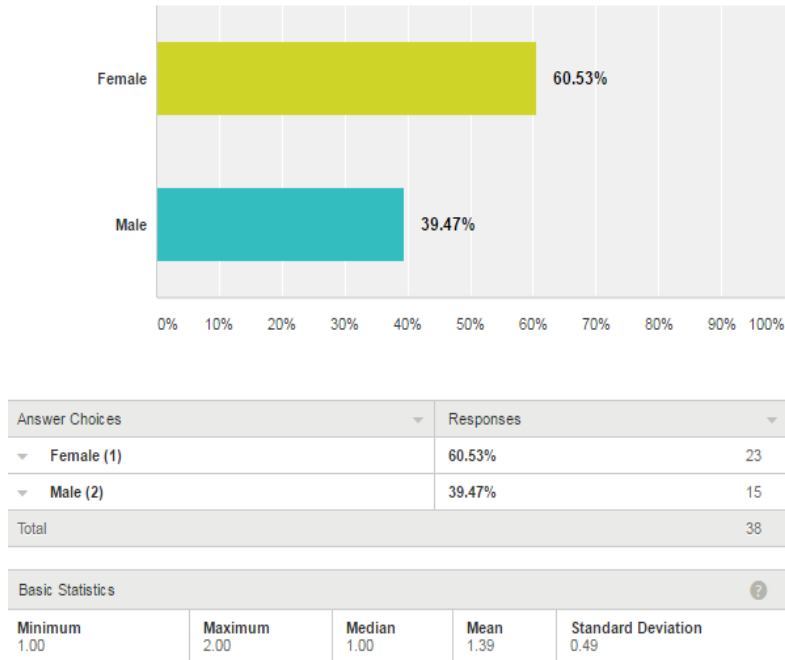 Female 60.53%
Male 39.47%
0% 10% 20% 30% 40% 50% 60% 70% 80% 90% 100%
Answer Choices Responses
Female (1) 60.53% 23
Male (2) 39.47% 15
Total 38
Basic Statistics ?
Minimum Maximum Median Mean Standard Deviation
1.00 2.00 1.00 1.39 0.49